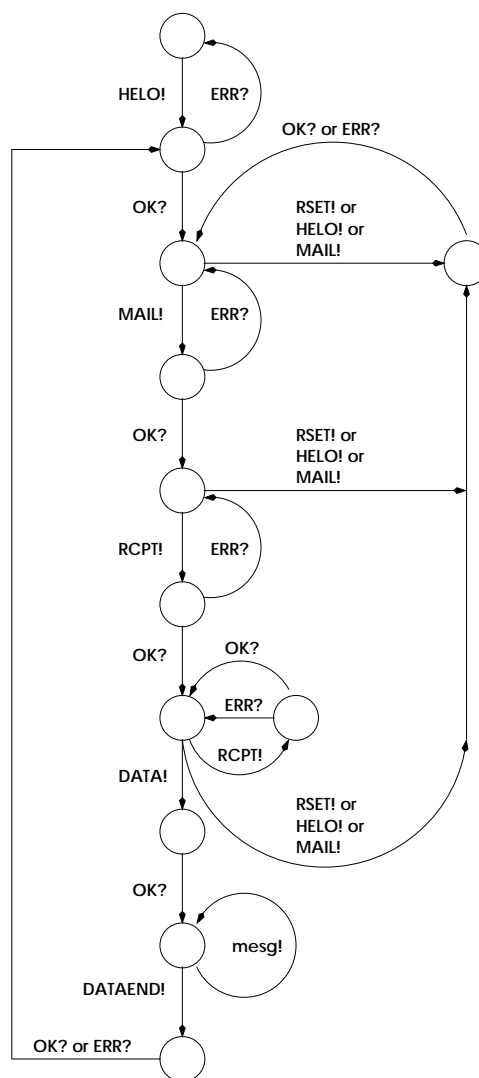 HELO!
ERR?
OK? or ERR?
OK?
RSET! or
HELO! or
MAIL!
MAIL!
ERR?
OK?
RSET! or
HELO! or
MAIL!
RCPT!
ERR?
OK?
OK?
ERR?
RCPT!
DATA!
RSET! or
HELO! or
MAIL!
OK?
mesg!
DATAEND!
OK? or ERR?